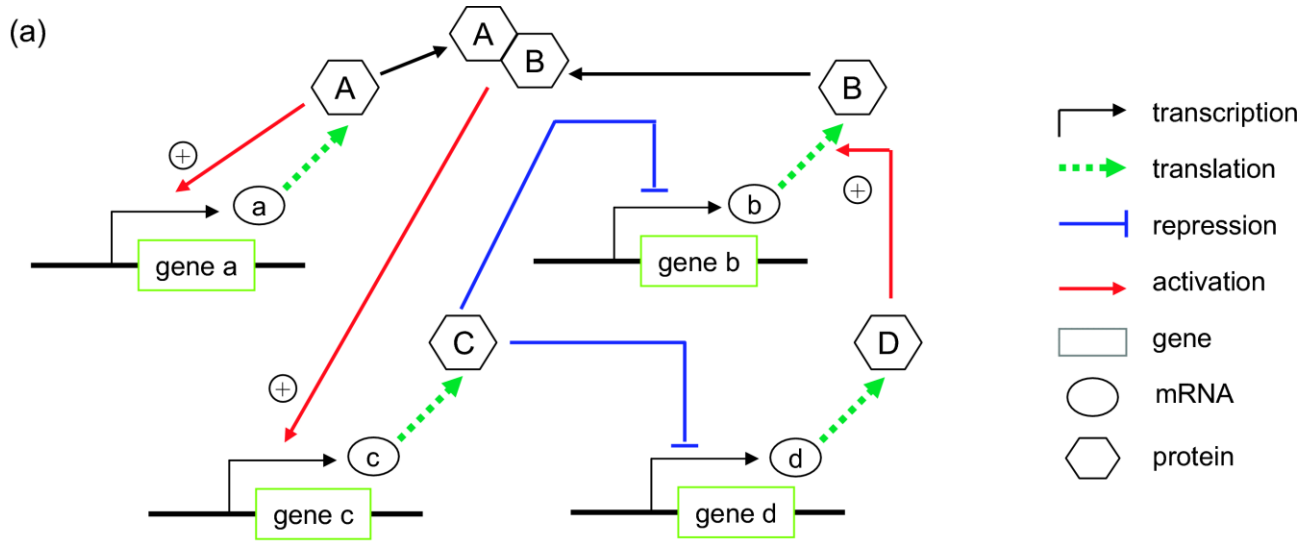 (a)
A
B
A
B
+
a
gene a
b
+
gene b
C
D
+
c
gene c
d
gene d
transcription
translation
repression
activation
gene
mRNA
protein